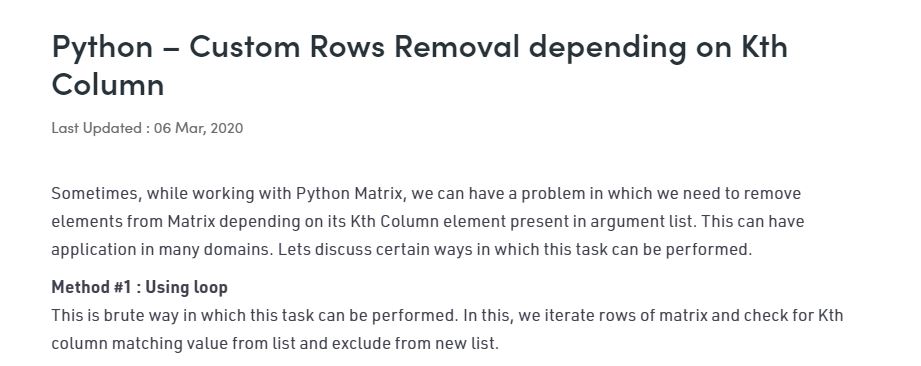 Python – Custom Rows Removal depending on Kth
Column
Last Updated : 06 Mar, 2020
Sometimes, while working with Python Matrix, we can have a problem in which we need to remove
elements from Matrix depending on its Kth Column element present in argument list. This can have
application in many domains. Lets discuss certain ways in which this task can be performed.
Method #1 : Using loop
This is brute way in which this task can be performed. In this, we iterate rows of matrix and check for Kth
column matching value from list and exclude from new list.